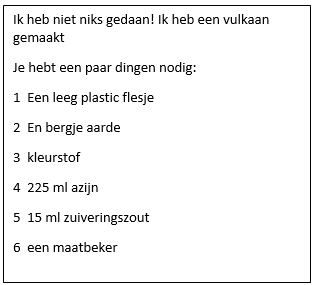 Ik heb niet niks gedaan! Ik heb een vulkaan
gemaakt
Je hebt een paar dingen nodig:
1 Een leeg plastic flesje
2 En bergje aarde
3 kleurstof
4 225 ml azijn
5 15 ml zuiveringszout
6 een maatbeker